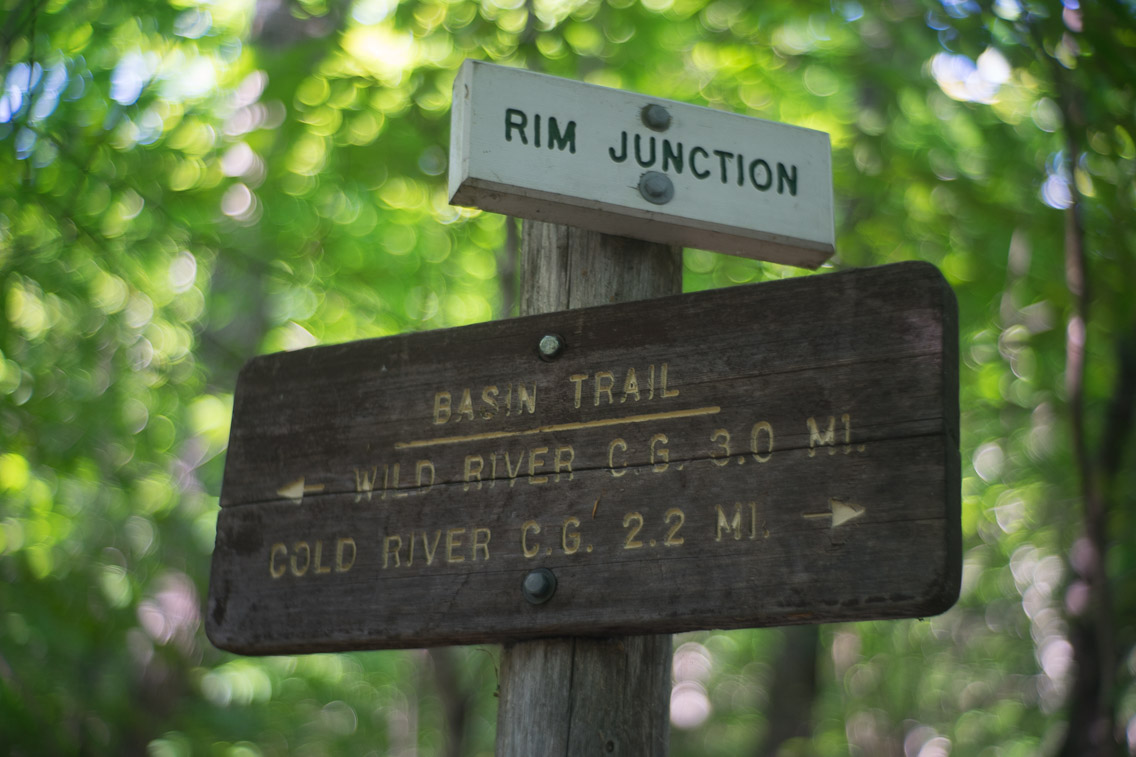 RIM JUNCTION
BASIN TRAIL
WILD RIVER C.G. 3.0 MI.
COLD RIVER C.G. 2.2 MI.